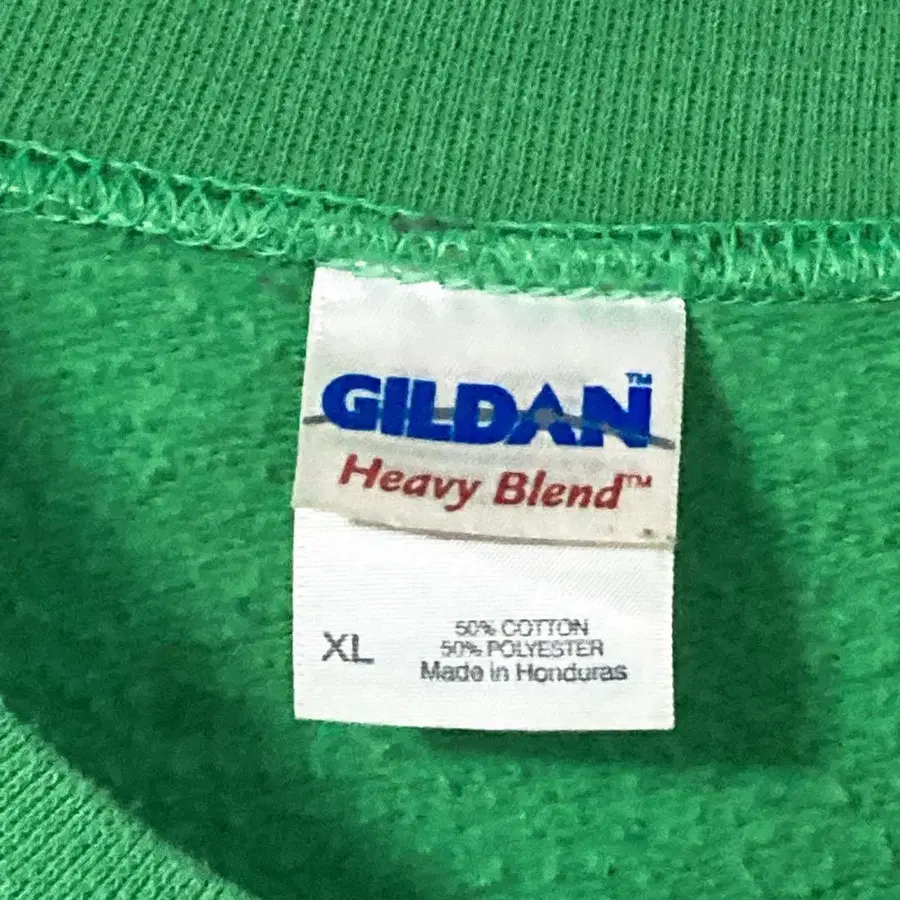 GILDAN™
Heavy Blend™
XL
50% COTTON
50% POLYESTER
Made in Honduras